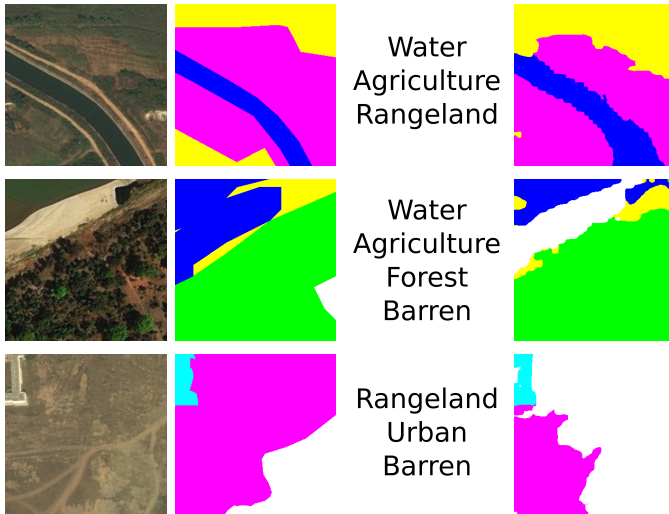 Water
Agriculture
Rangeland
Water
Agriculture
Forest
Barren
Rangeland
Urban
Barren